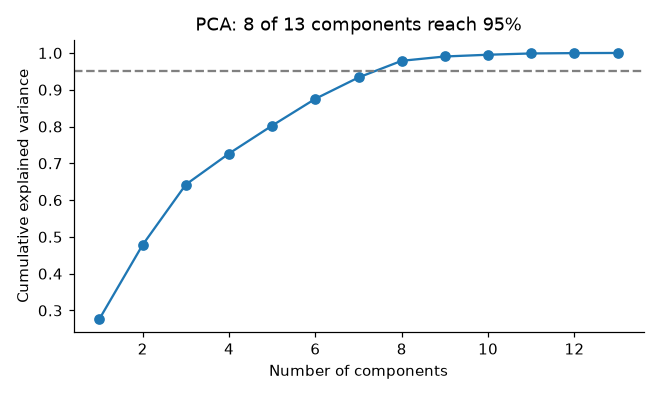 PCA: 8 of 13 components reach 95%
Cumulative explained variance
1.0
0.9
0.8
0.7
0.6
0.5
0.4
0.3
2 4 6 8 10 12
Number of components